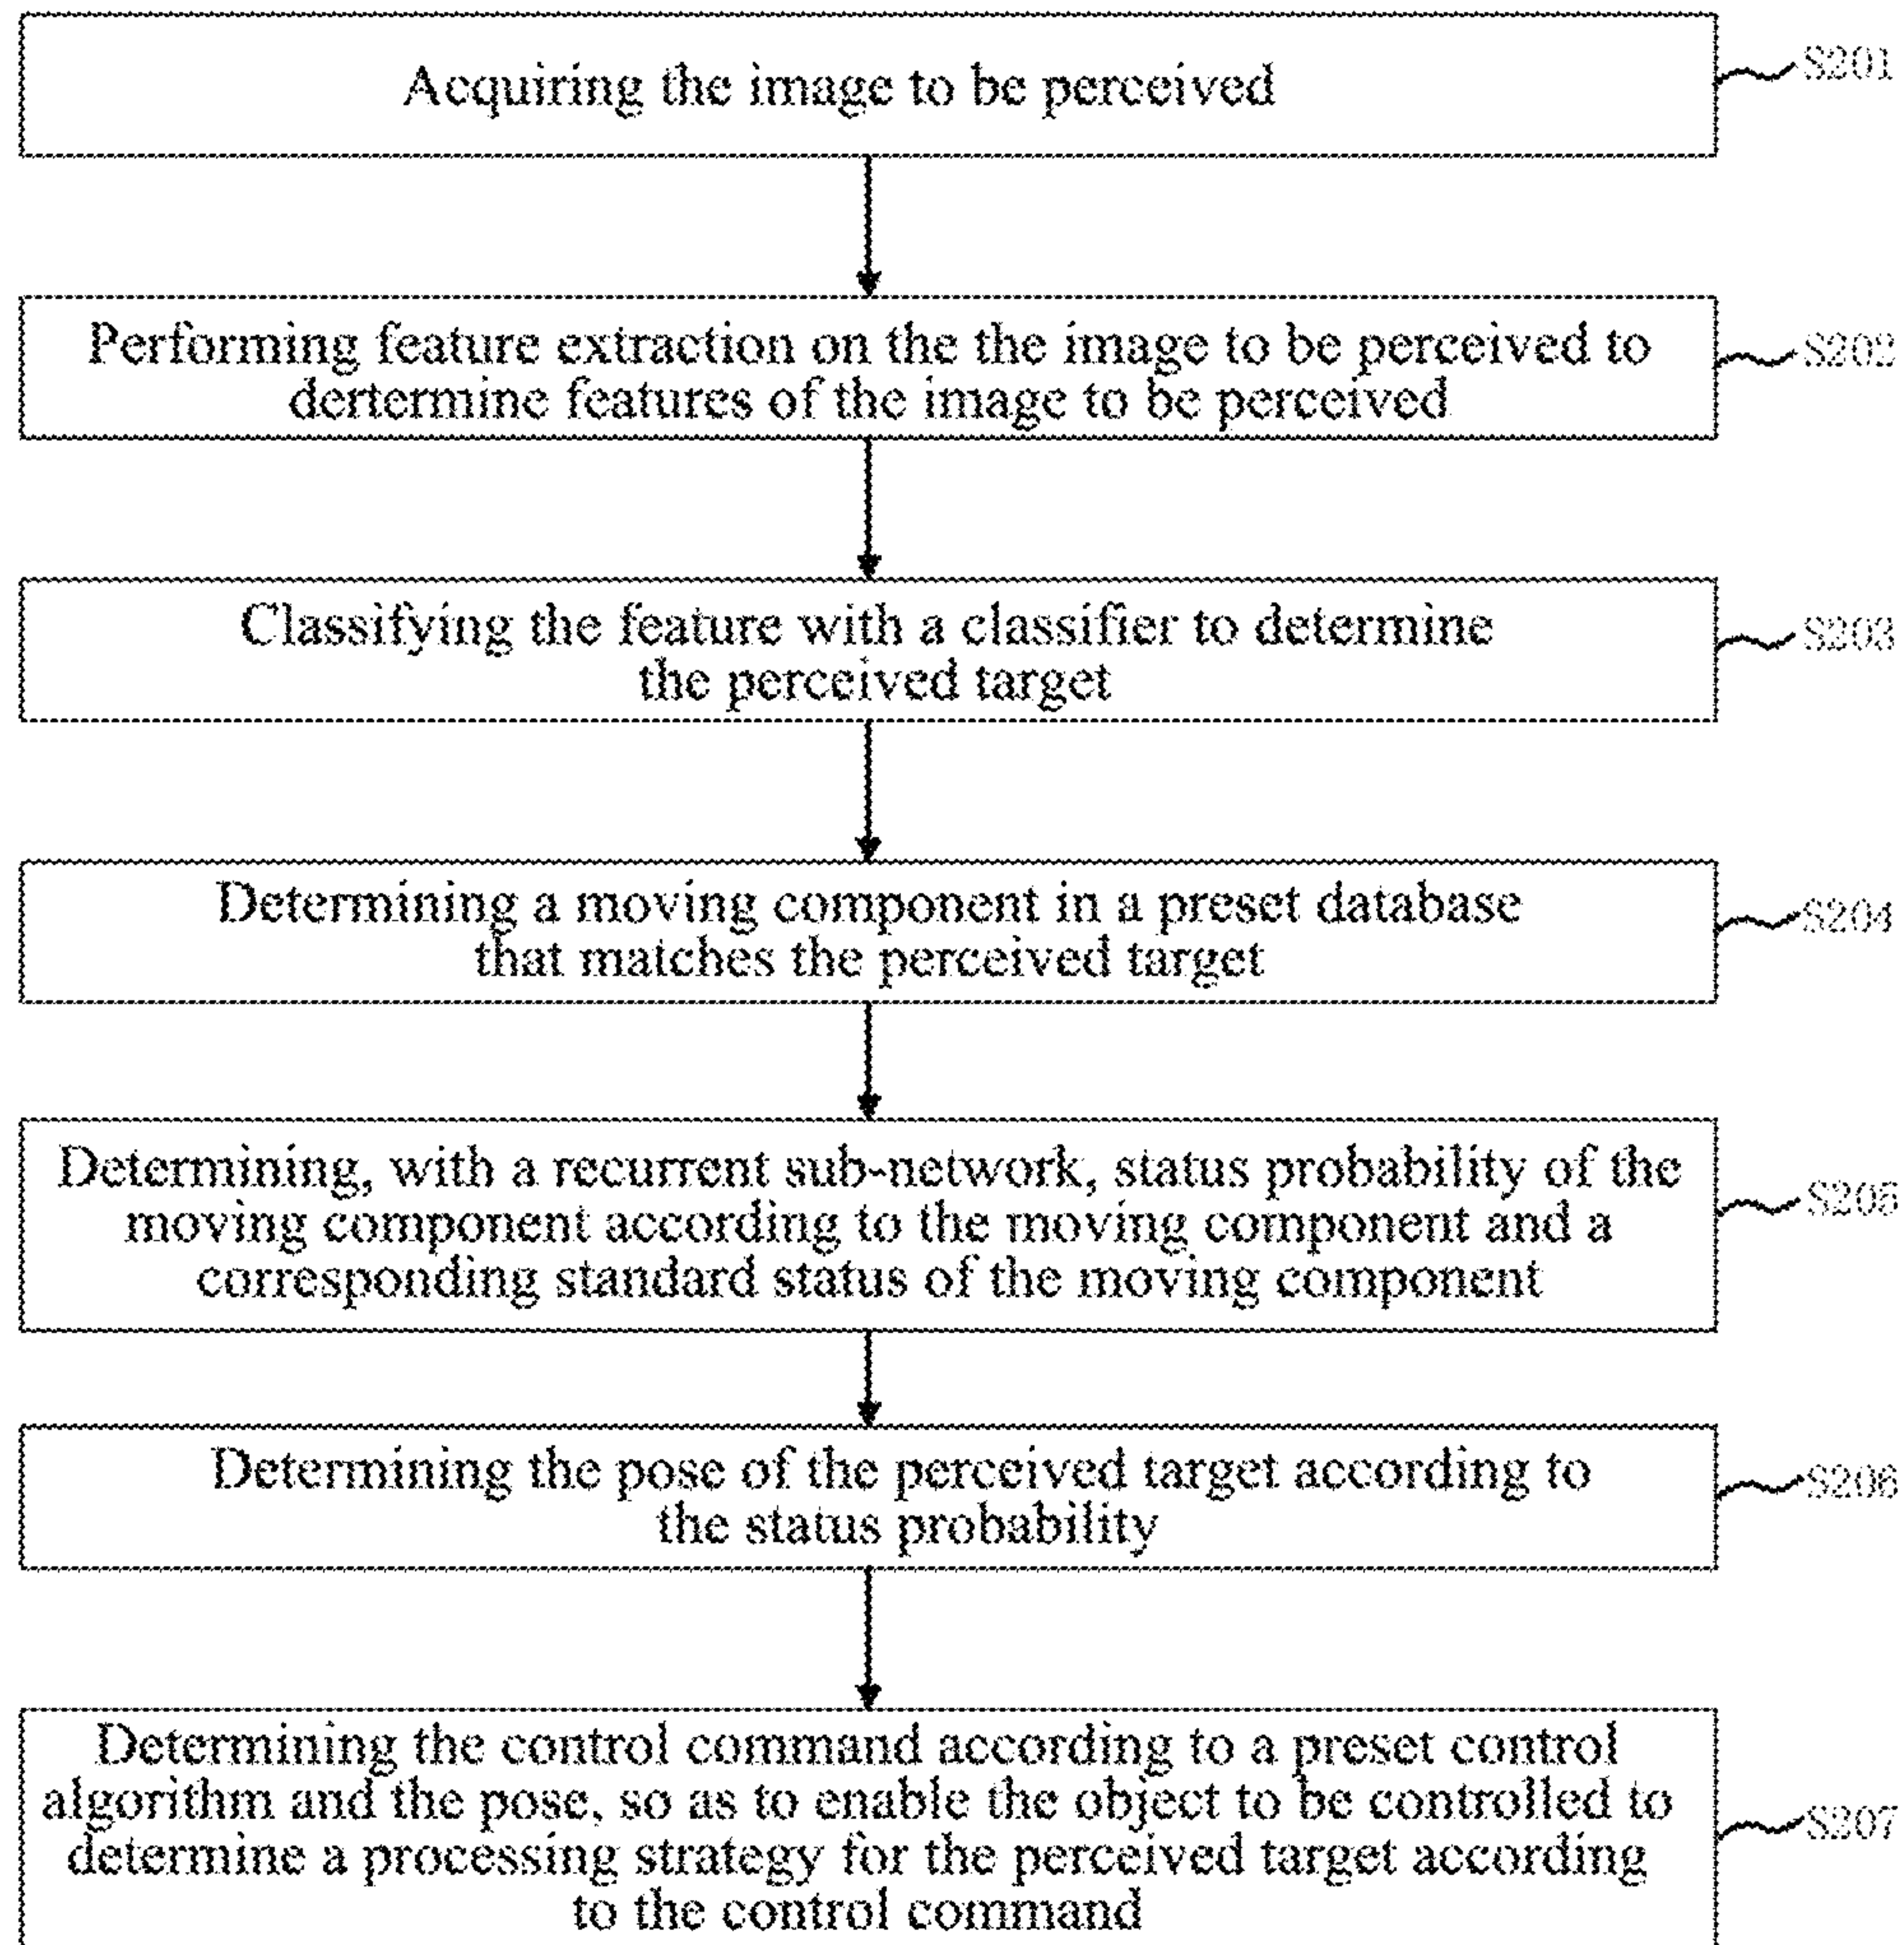 Acquiring the image to be perceived
S201
Performing feature extraction on the the image to be perceived to
dertermine features of the image to be perceived
S202
Classifying the feature with a classifier to determine
the perceived target
S203
Determining a moving component in a preset database
that matches the perceived target
S204
Determining, with a recurrent sub-network, status probability of the
moving component according to the moving component and a
corresponding standard status of the moving component
S205
Determining the pose of the perceived target according to
the status probability
S206
Determining the control command according to a preset control
algorithm and the pose, so as to enable the object to be controlled to
determine a processing strategy for the perceived target according
to the control command
S207